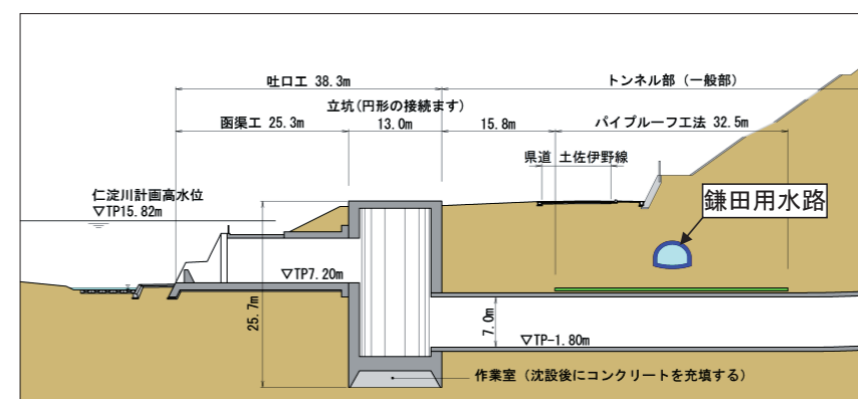 吐口工 38.3m
トンネル部（一般部）
立坑(円形の接続ます)
函渠工 25.3m
13.0m
15.8m
パイプルーフ工法 32.5m
県道 土佐伊野線
仁淀川計画高水位
▽TP15.82m
鎌田用水路
▽TP7.20m
25.7m
7.0m
▽TP-1.80m
作業室（沈設後にコンクリートを充填する）